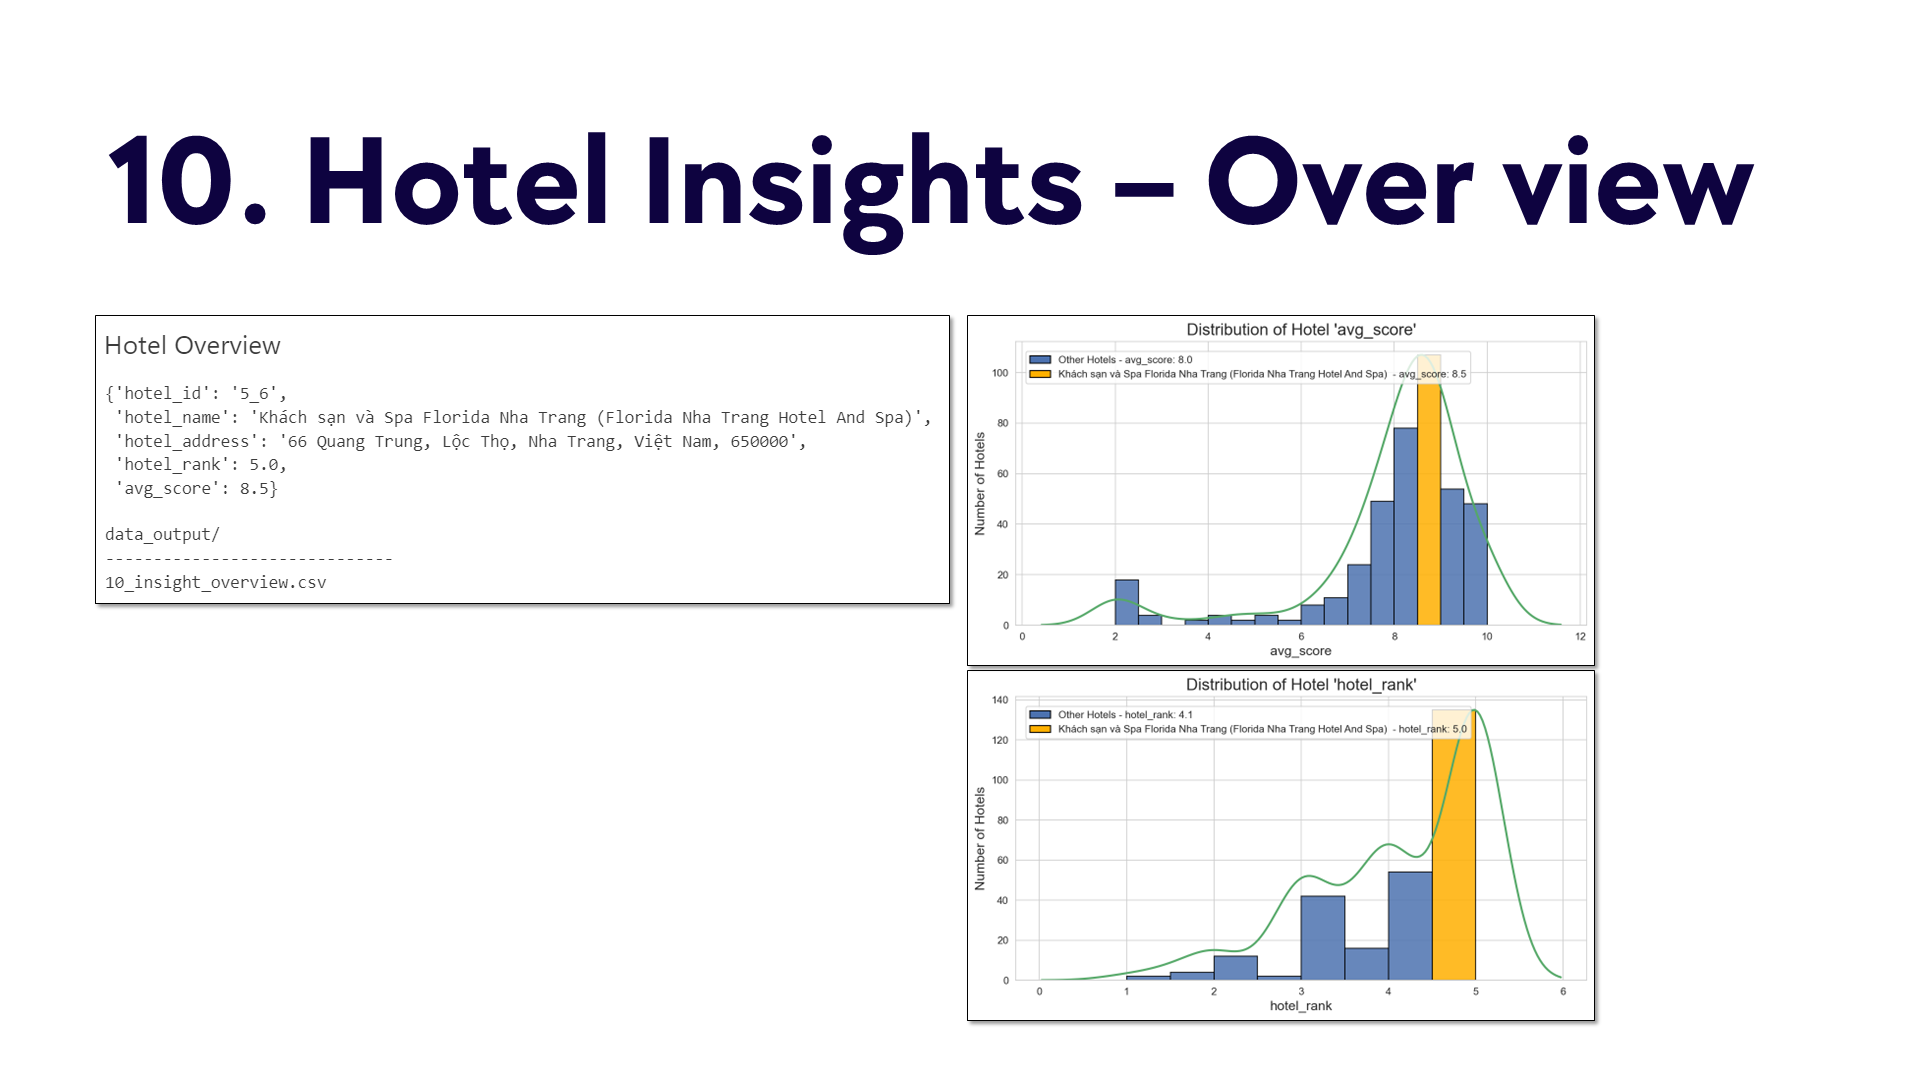 10. Hotel Insights – Over view
Hotel Overview
{'hotel_id': '5_6',
'hotel_name': 'Khách sạn và Spa Florida Nha Trang (Florida Nha Trang Hotel And Spa)',
'hotel_address': '66 Quang Trung, Lộc Thọ, Nha Trang, Việt Nam, 650000',
'hotel_rank': 5.0,
'avg_score': 8.5}
data_output/
------------------------------
10_insight_overview.csv
Distribution of Hotel 'avg_score'
Other Hotels - avg_score: 8.0
Khách sạn và Spa Florida Nha Trang (Florida Nha Trang Hotel And Spa) - avg_score: 8.5
Number of Hotels
100
80
60
40
20
0
0 2 4 6 8 10 12
avg_score
Distribution of Hotel 'hotel_rank'
Other Hotels - hotel_rank: 4.1
Khách sạn và Spa Florida Nha Trang (Florida Nha Trang Hotel And Spa) - hotel_rank: 5.0
Number of Hotels
140
120
100
80
60
40
20
0
0 1 2 3 4 5 6
hotel_rank